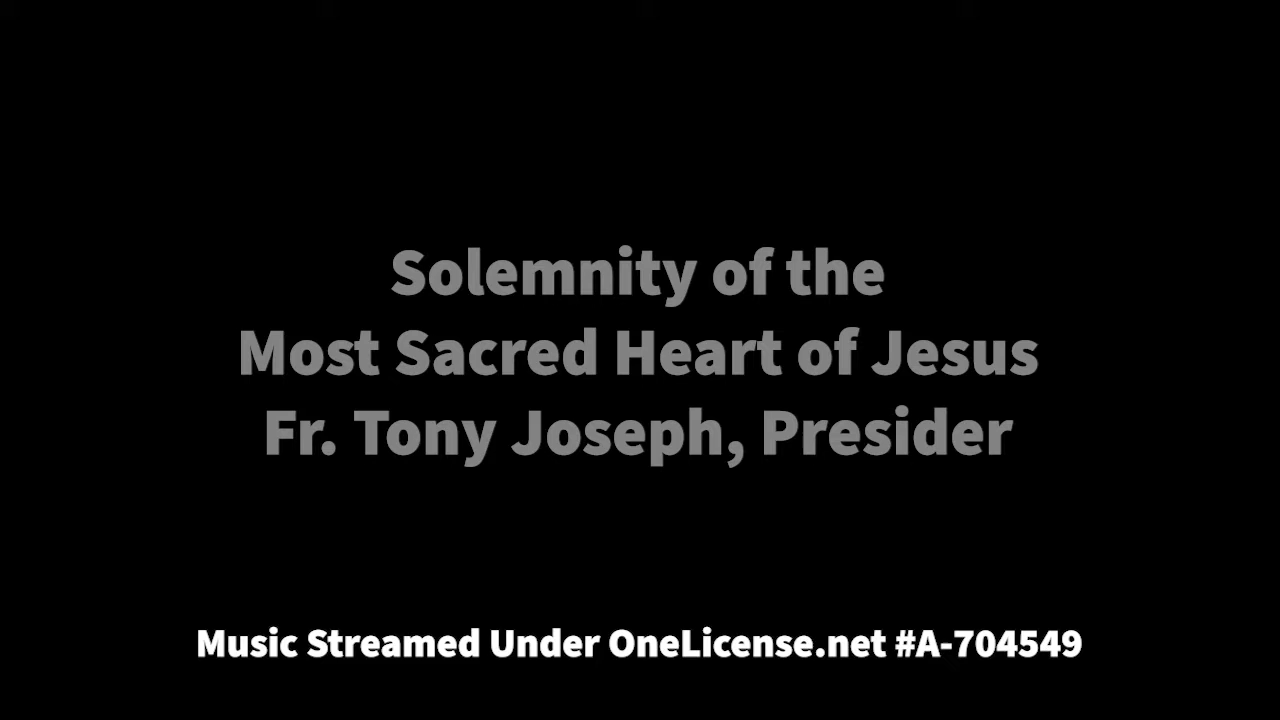 Solemnity of the
Most Sacred Heart of Jesus
Fr. Tony Joseph, Presider
Music Streamed Under OneLicense.net #A-704549